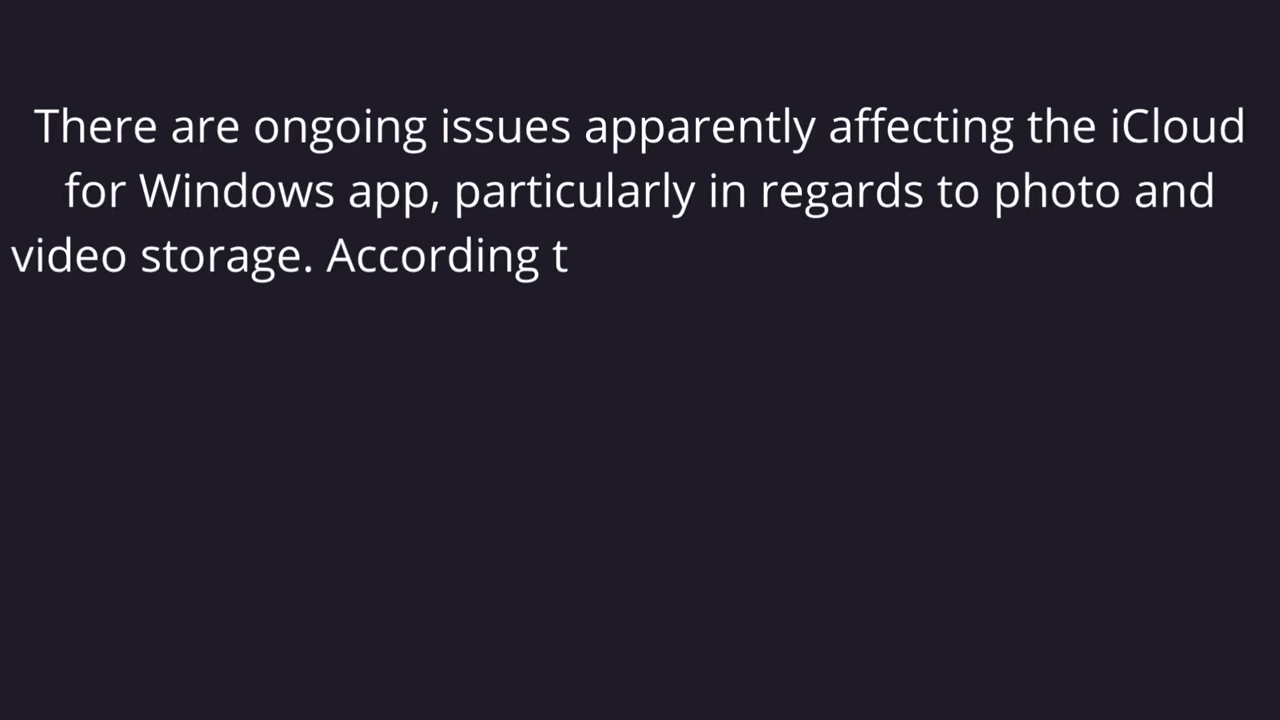 There are ongoing issues apparently affecting the iCloud
for Windows app, particularly in regards to photo and
video storage. According t